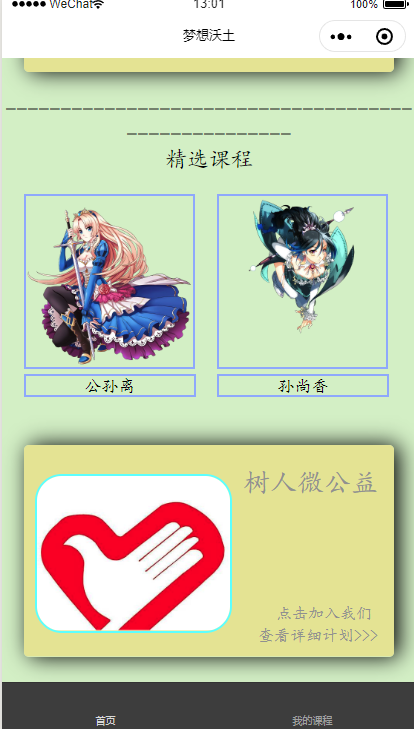 WeChat 13:01 100%
梦想沃土
精选课程
公孙离 孙尚香
树人微公益
点击加入我们
查看详细计划>>>
首页 我的课程